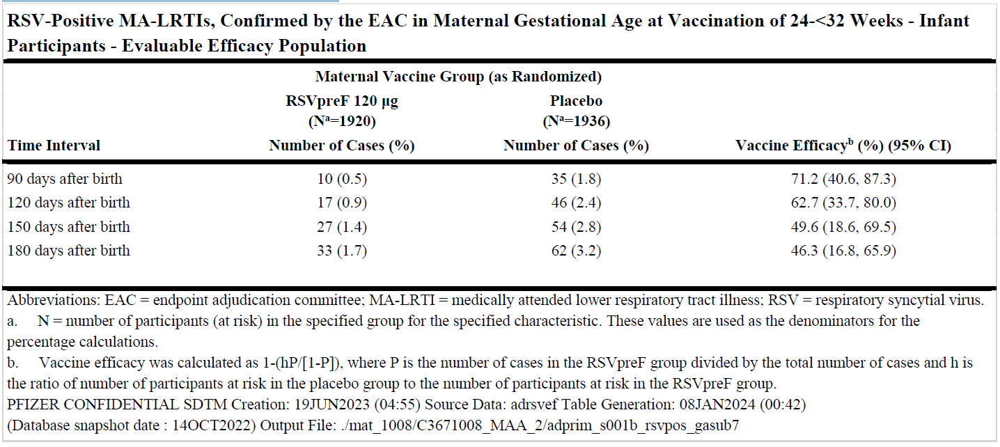 RSV-Positive MA-LRTIs, Confirmed by the EAC in Maternal Gestational Age at Vaccination of 24-<32 Weeks - Infant
Participants - Evaluable Efficacy Population
Maternal Vaccine Group (as Randomized)
RSVpreF 120 µg Placebo
(Nᵃ=1920) (Nᵃ=1936)
Time Interval Number of Cases (%) Number of Cases (%) Vaccine Efficacyᵇ (%) (95% CI)
90 days after birth 10 (0.5) 35 (1.8) 71.2 (40.6, 87.3)
120 days after birth 17 (0.9) 46 (2.4) 62.7 (33.7, 80.0)
150 days after birth 27 (1.4) 54 (2.8) 49.6 (18.6, 69.5)
180 days after birth 33 (1.7) 62 (3.2) 46.3 (16.8, 65.9)
Abbreviations: EAC = endpoint adjudication committee; MA-LRTI = medically attended lower respiratory tract illness; RSV = respiratory syncytial virus.
a. N = number of participants (at risk) in the specified group for the specified characteristic. These values are used as the denominators for the
percentage calculations.
b. Vaccine efficacy was calculated as 1-(hP/[1-P]), where P is the number of cases in the RSVpreF group divided by the total number of cases and h is
the ratio of number of participants at risk in the placebo group to the number of participants at risk in the RSVpreF group.
PFIZER CONFIDENTIAL SDTM Creation: 19JUN2023 (04:55) Source Data: adrsvef Table Generation: 08JAN2024 (00:42)
(Database snapshot date : 14OCT2022) Output File: ./mat_1008/C3671008_MAA_2/adprim_s001b_rsvpos_gasub7